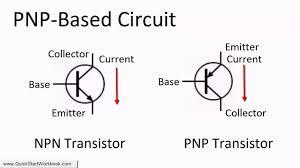 PNP-Based Circuit
Collector
Current
Base
Emitter
NPN Transistor
Emitter
Current
Base
Collector
PNP Transistor
www.QuickStartWorkbook.com